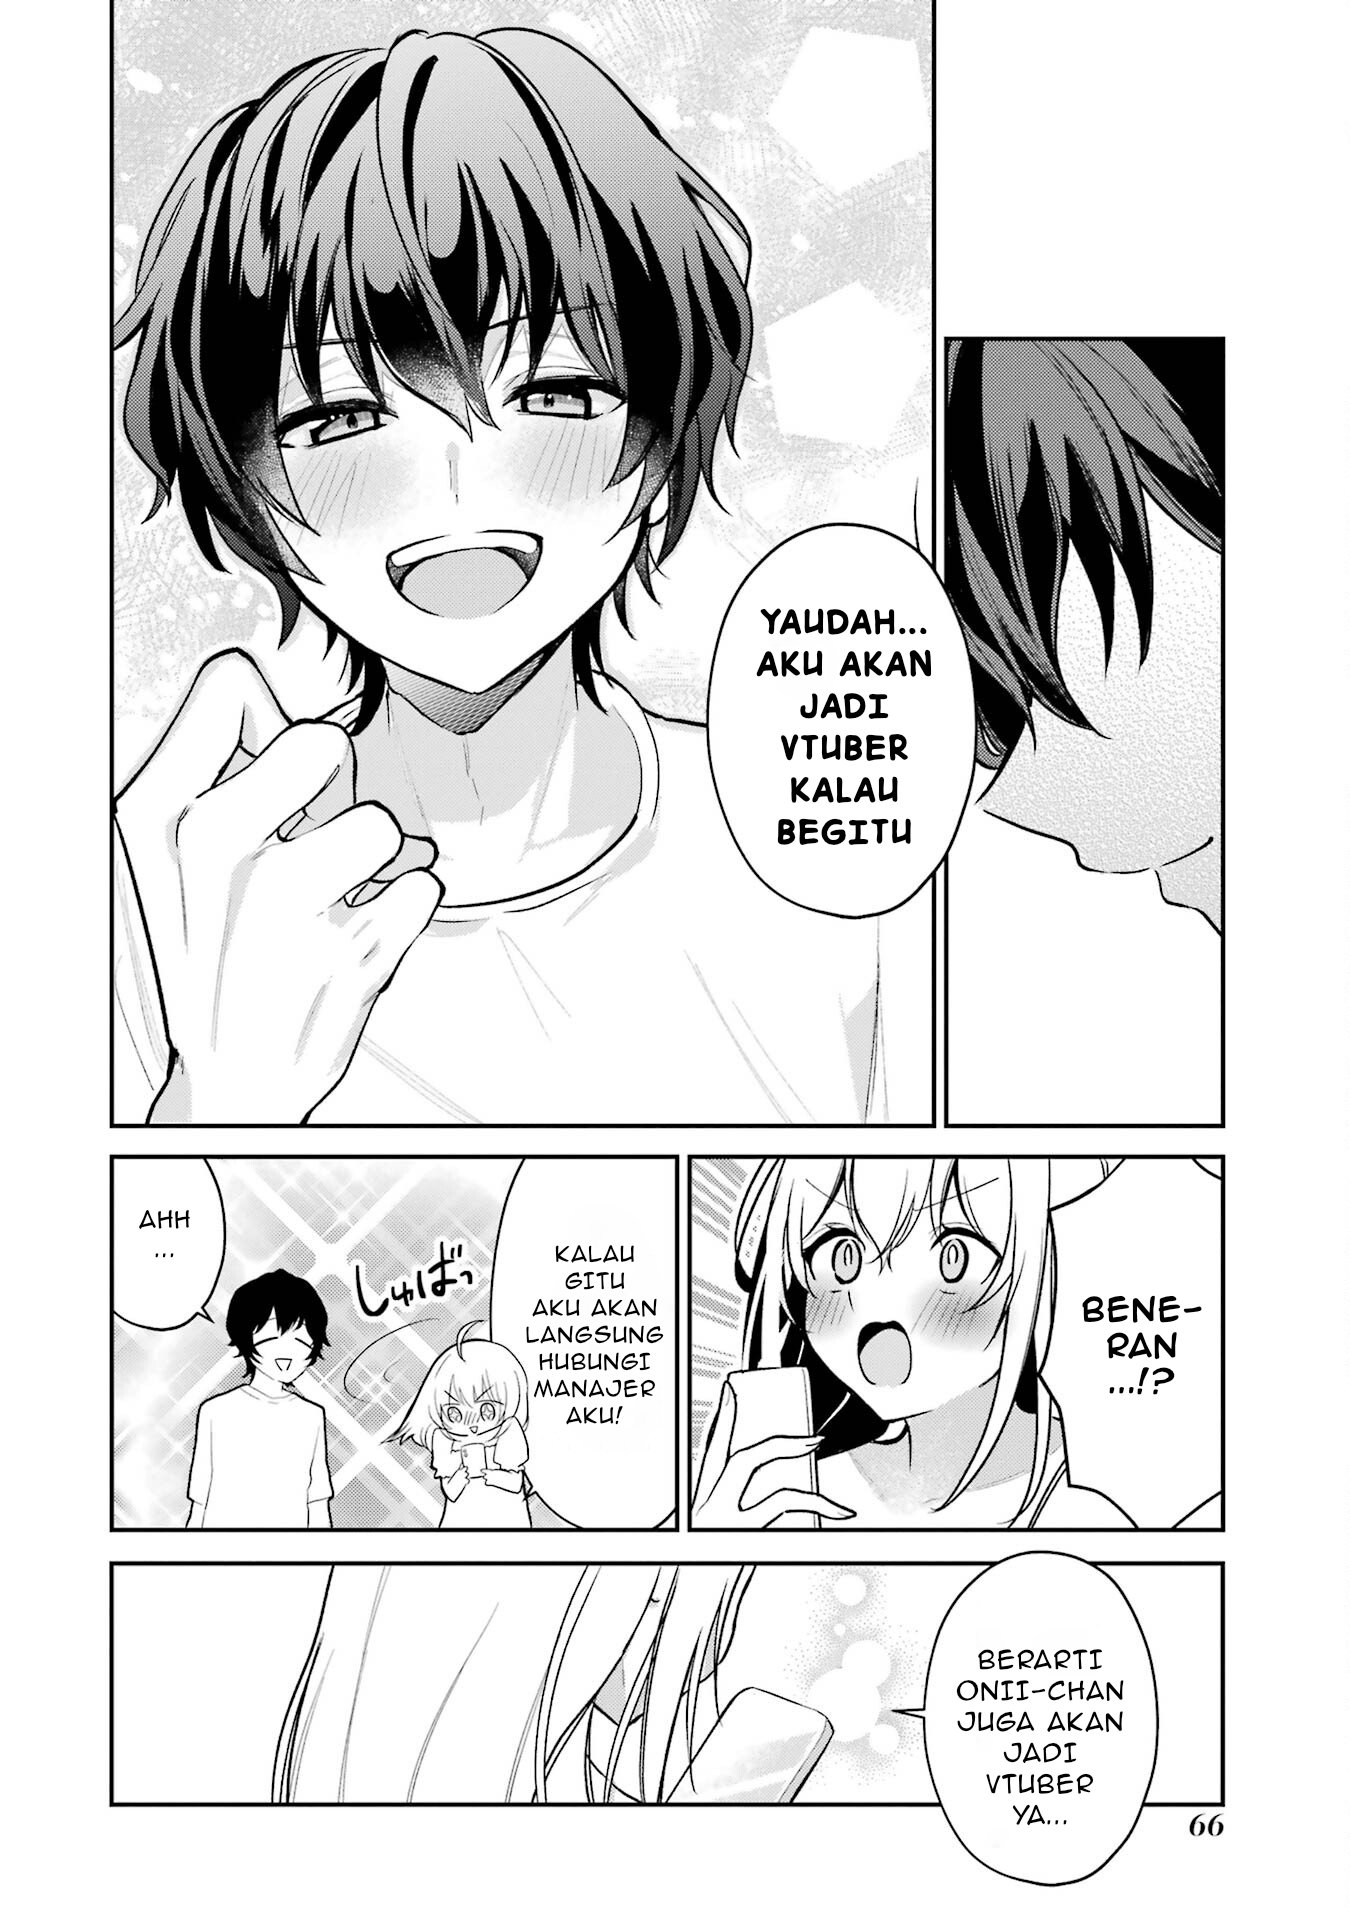 YAUDAH...
AKU AKAN
JADI
VTUBER
KALAU
BEGITU
BENE-
RAN
...!?
KALAU
GITU
AKU AKAN
LANGSUNG
HUBUNGI
MANAJER
AKU!
しゅばっ
AHH
...
BERARTI
ONII-CHAN
JUGA AKAN
JADI
VTUBER
YA...
66